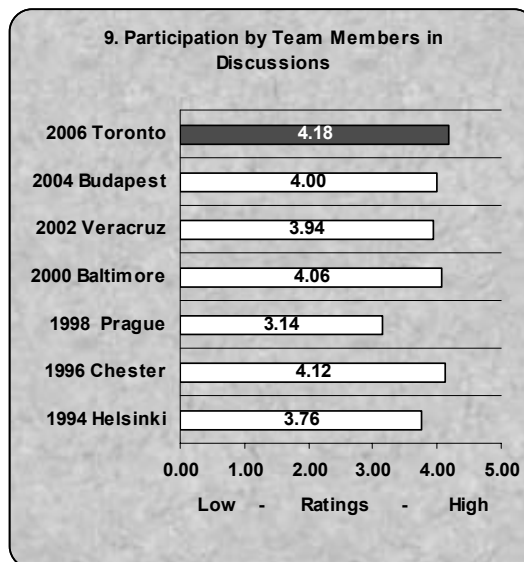 9. Participation by Team Members in
Discussions
2006 Toronto 4.18
2004 Budapest 4.00
2002 Veracruz 3.94
2000 Baltimore 4.06
1998 Prague 3.14
1996 Chester 4.12
1994 Helsinki 3.76
0.00 1.00 2.00 3.00 4.00 5.00
Low - Ratings - High